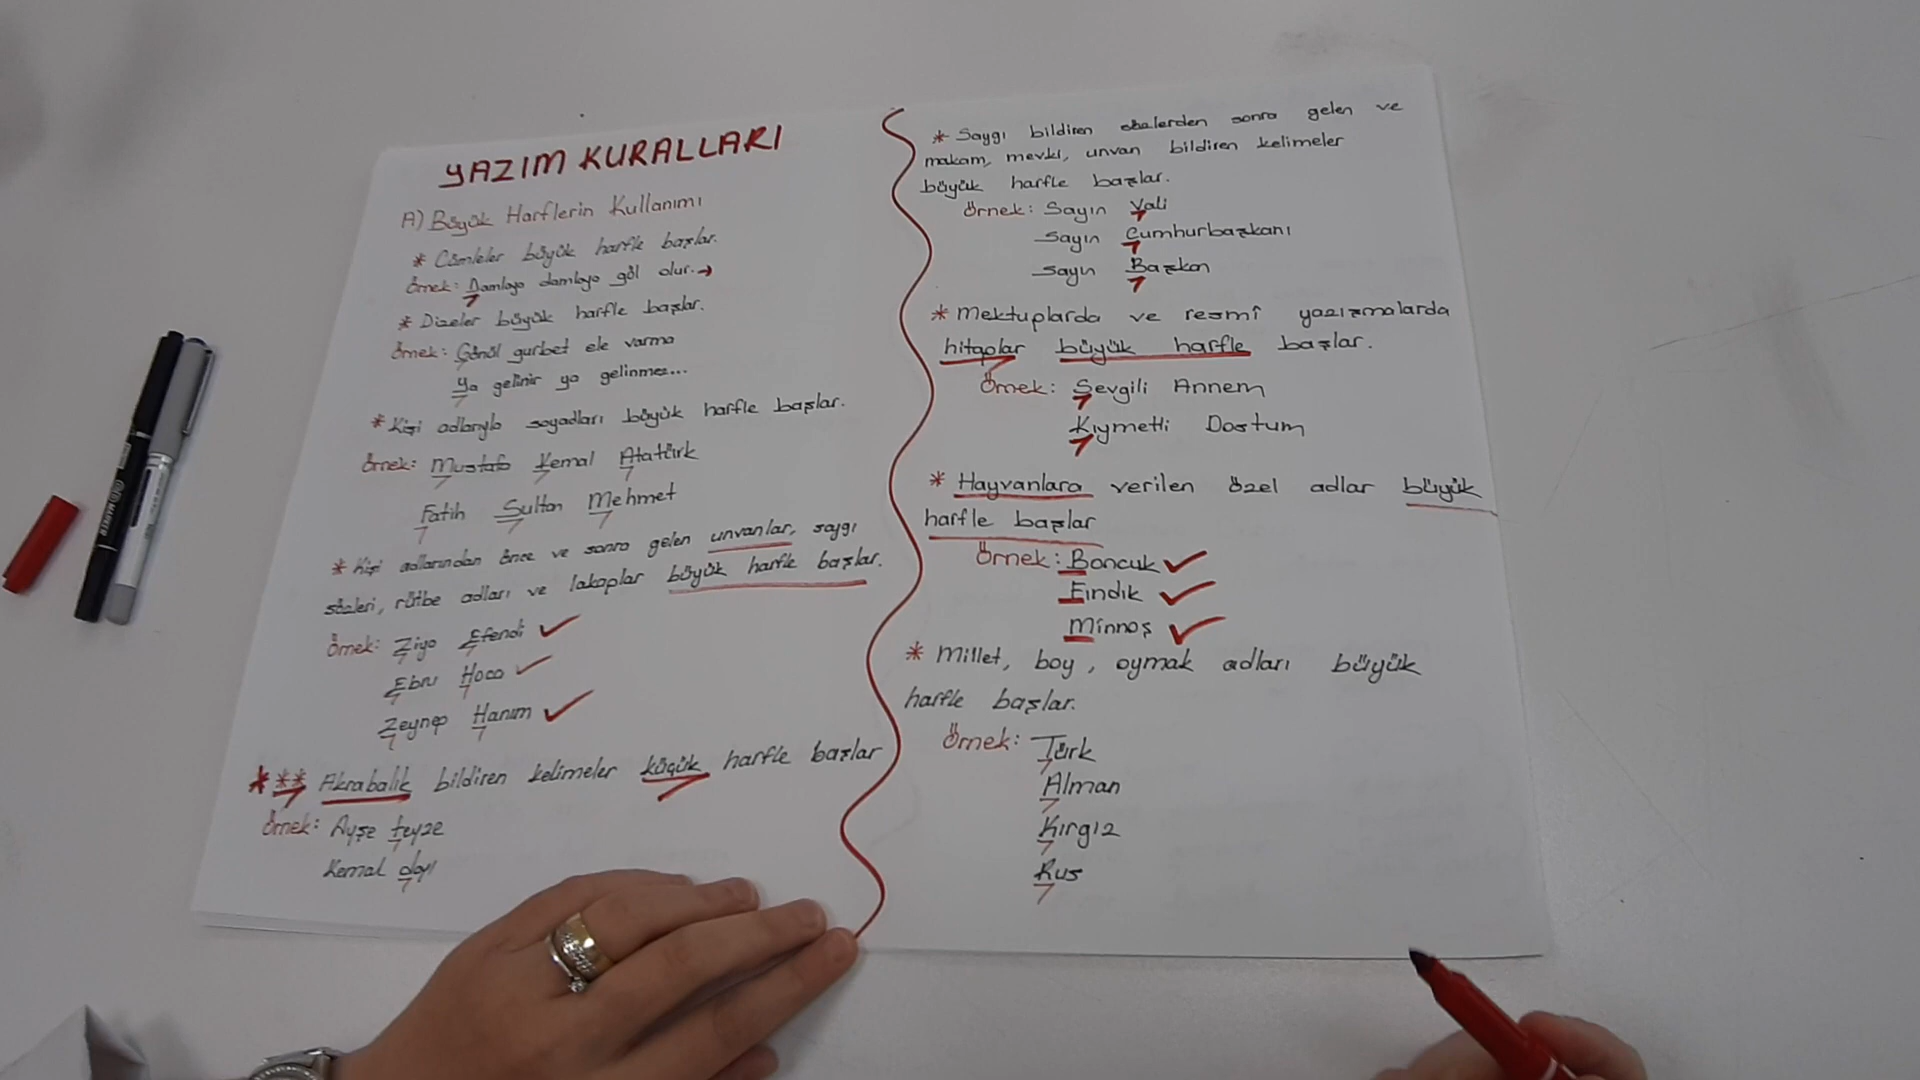 YAZIM KURALLARI
A) Büyük Harflerin Kullanımı
* Cümleler büyük harfle başlar.
Örnek: Damlaya damlaya göl olur.→
* Dizeler büyük harfle başlar.
Örnek: Gönül gurbet ele varma
Ya gelinir ya gelinmez...
* Kişi adlarıyla soyadları büyük harfle başlar.
Örnek: Mustafa Kemal Atatürk
Fatih Sultan Mehmet
* Kişi adlarından önce ve sonra gelen unvanlar, saygı
sözleri, rütbe adları ve lakaplar büyük harfle başlar.
Örnek: Ziya Efendi ✓
Ebru Hoca ✓
Zeynep Hanım ✓
*** Akrabalık bildiren kelimeler küçük harfle başlar
Örnek: Ayşe teyze
Kemal dayı
* Saygı bildiren sözlerden sonra gelen ve
makam, mevki, unvan bildiren kelimeler
büyük harfle başlar.
Örnek: Sayın Vali
Sayın Cumhurbaşkanı
Sayın Başkan
* Mektuplarda ve resmî yazışmalarda
hitaplar büyük harfle başlar.
Örnek: Sevgili Annem
Kıymetli Dostum
* Hayvanlara verilen özel adlar büyük
harfle başlar
Örnek: Boncuk ✓
Fındık ✓
Minnoş ✓
* Millet, boy, oymak adları büyük
harfle başlar.
Örnek: Türk
Alman
Kırgız
Rus